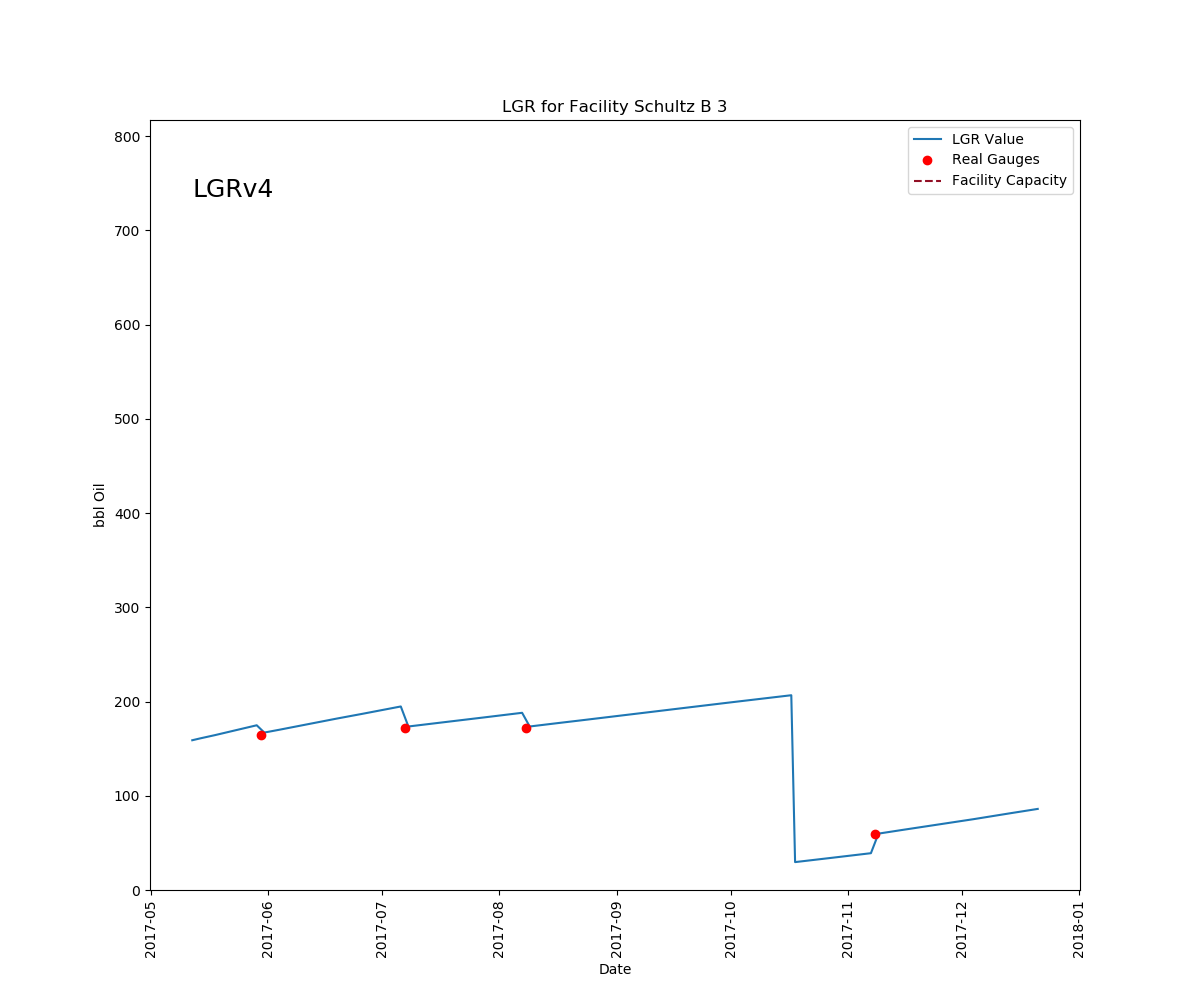 LGR for Facility Schultz B 3
LGRv4
LGR Value
Real Gauges
Facility Capacity
bbl Oil
800
700
600
500
400
300
200
100
0
2017-05
2017-06
2017-07
2017-08
2017-09
2017-10
2017-11
2017-12
2018-01
Date